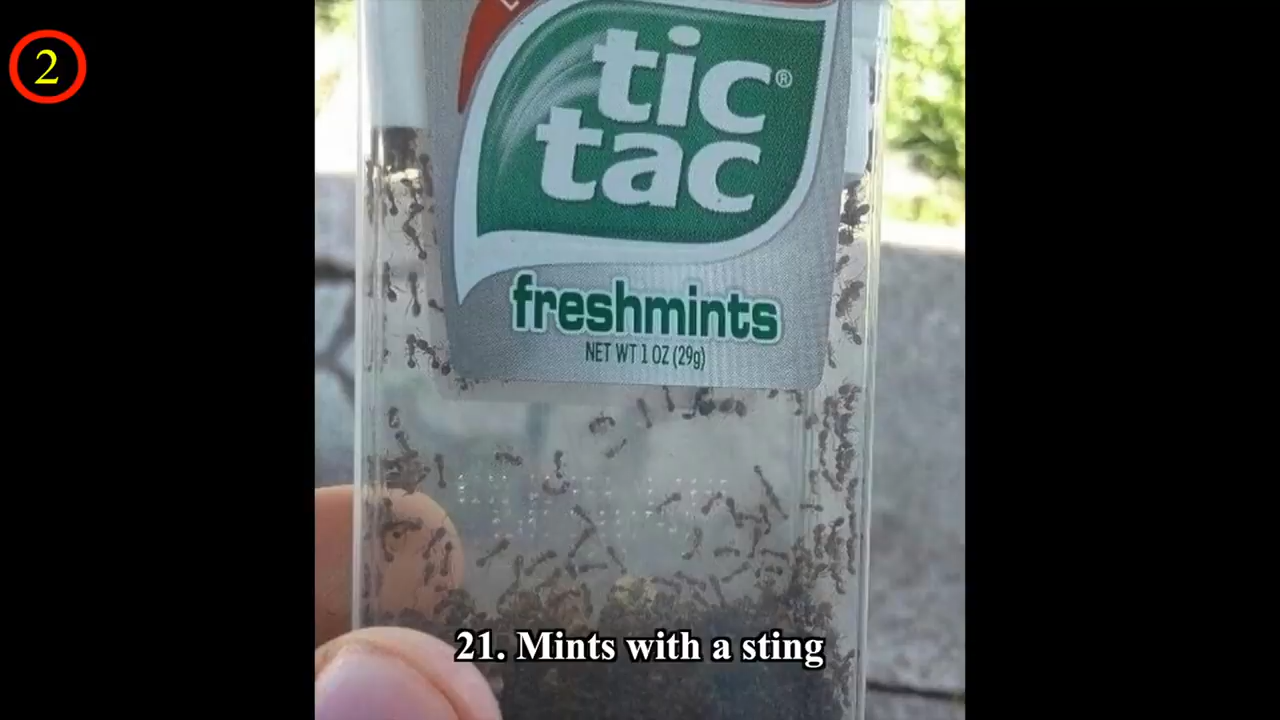 2
tic®
tac
freshmints
NET WT 1 OZ (29g)
21. Mints with a sting